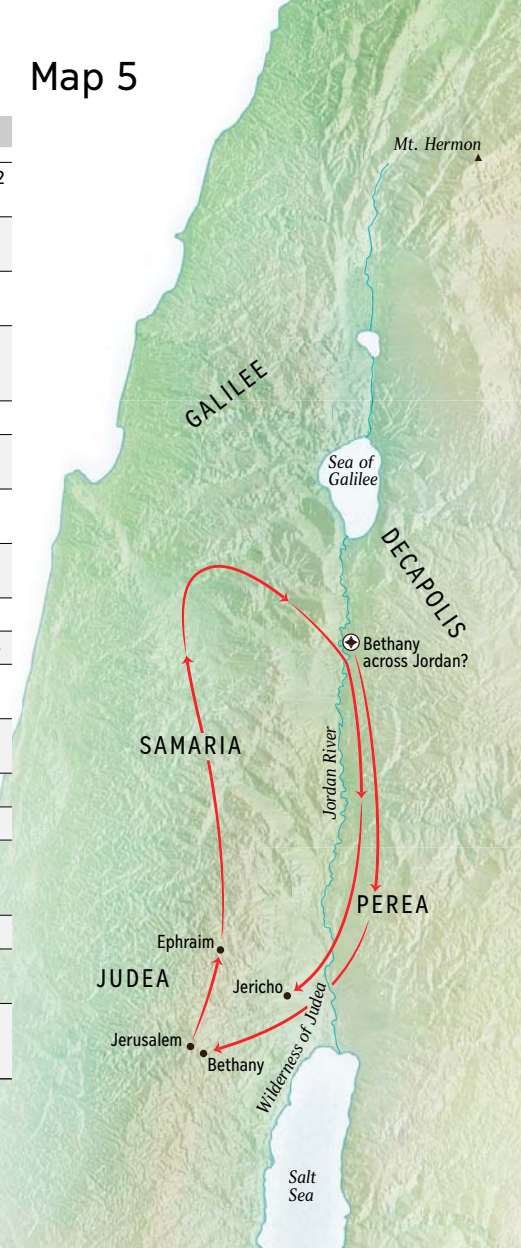 Map 5
2
Mt. Hermon
GALILEE
Sea of
Galilee
DECAPOLIS
Bethany
across Jordan?
SAMARIA
Jordan River
PEREA
Ephraim
JUDEA
Jericho
Wilderness of Judea
Jerusalem
Bethany
Salt
Sea